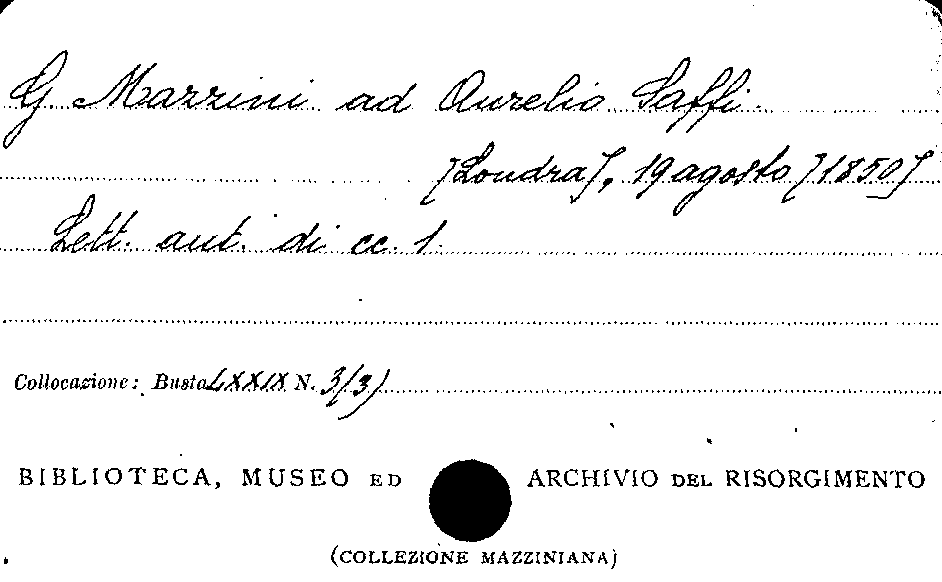 G. Mazzini ad Aurelio Saffi.
[Londra], 19 agosto [1850]
Lett. aut. di cc. 1.
Collocazione: Busta LXXIX N. 3(3)
BIBLIOTECA, MUSEO ED ARCHIVIO DEL RISORGIMENTO
(COLLEZIONE MAZZINIANA)